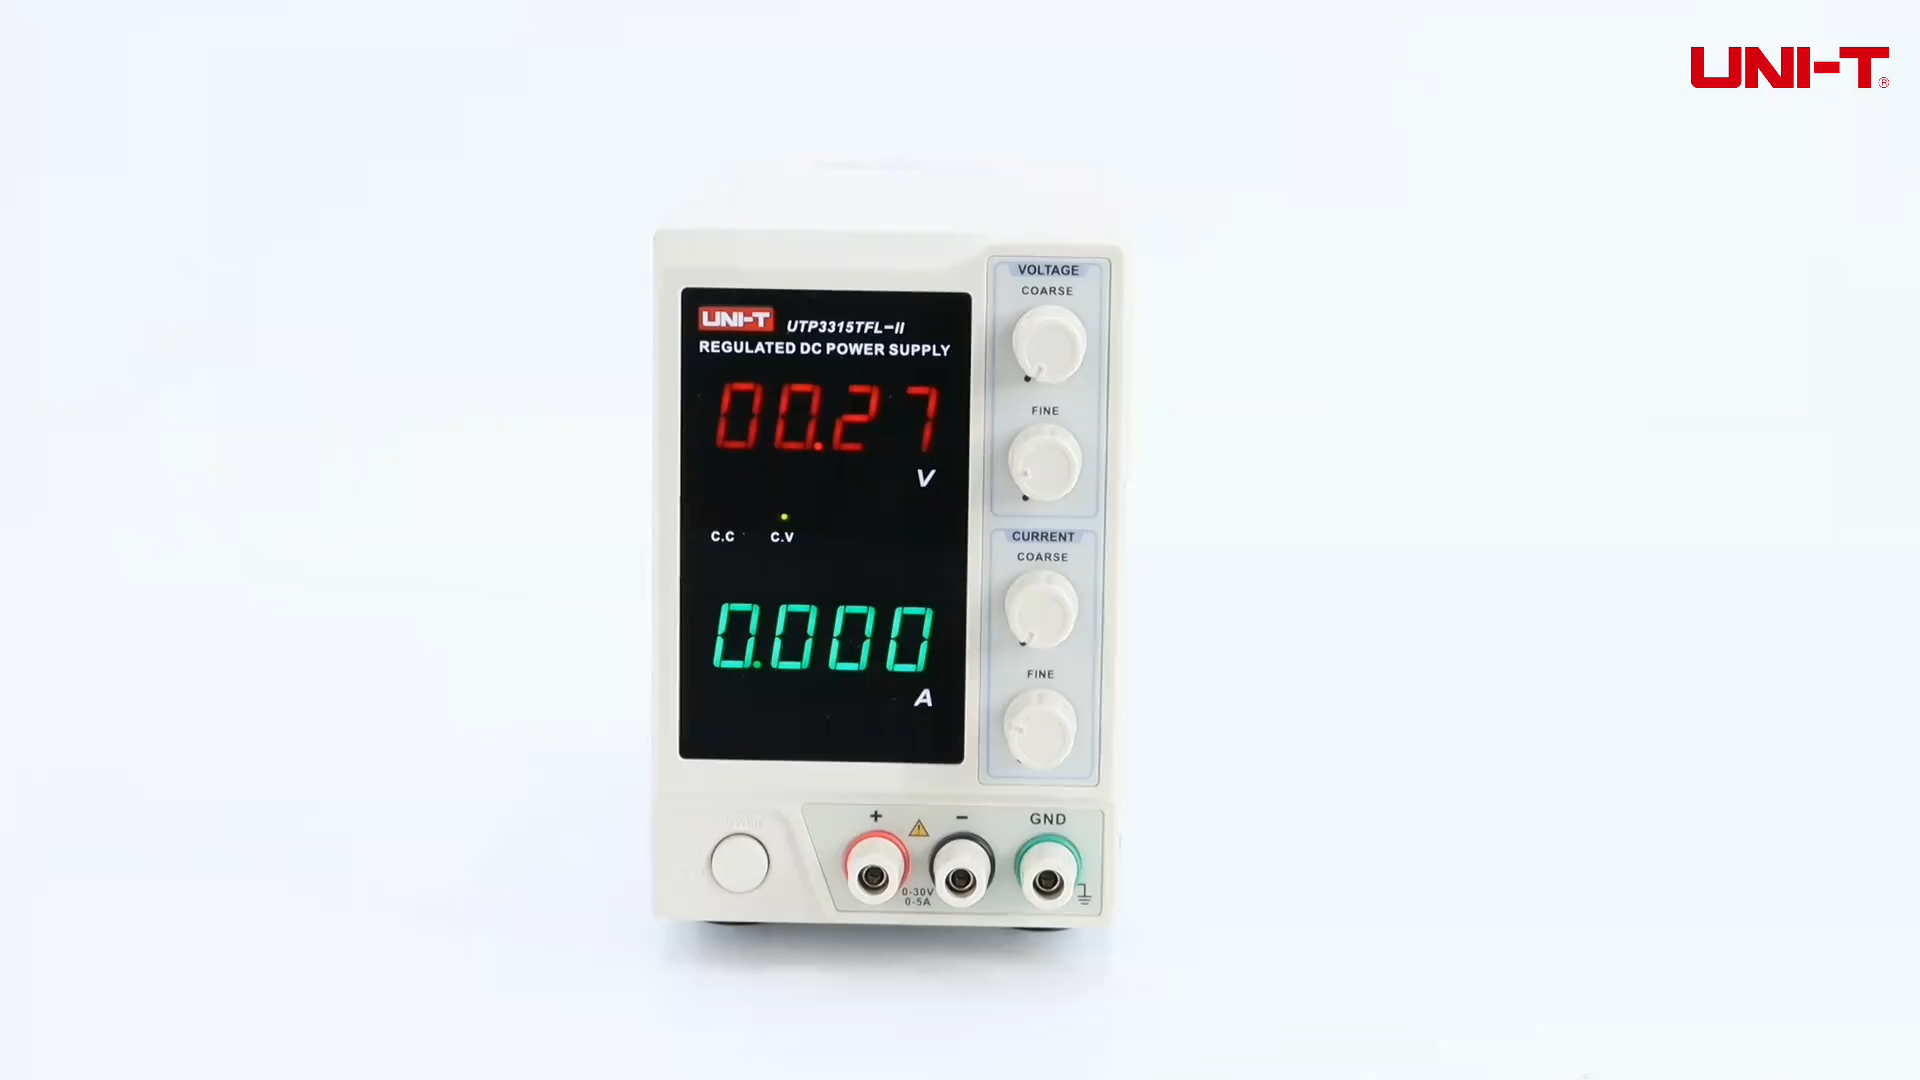 UNI-T®
UNI-T UTP3315TFL-II
REGULATED DC POWER SUPPLY
00.27
V
C.C C.V
0.000
A
VOLTAGE
COARSE
FINE
CURRENT
COARSE
FINE
POWER
+ - GND
0-30V
0-5A